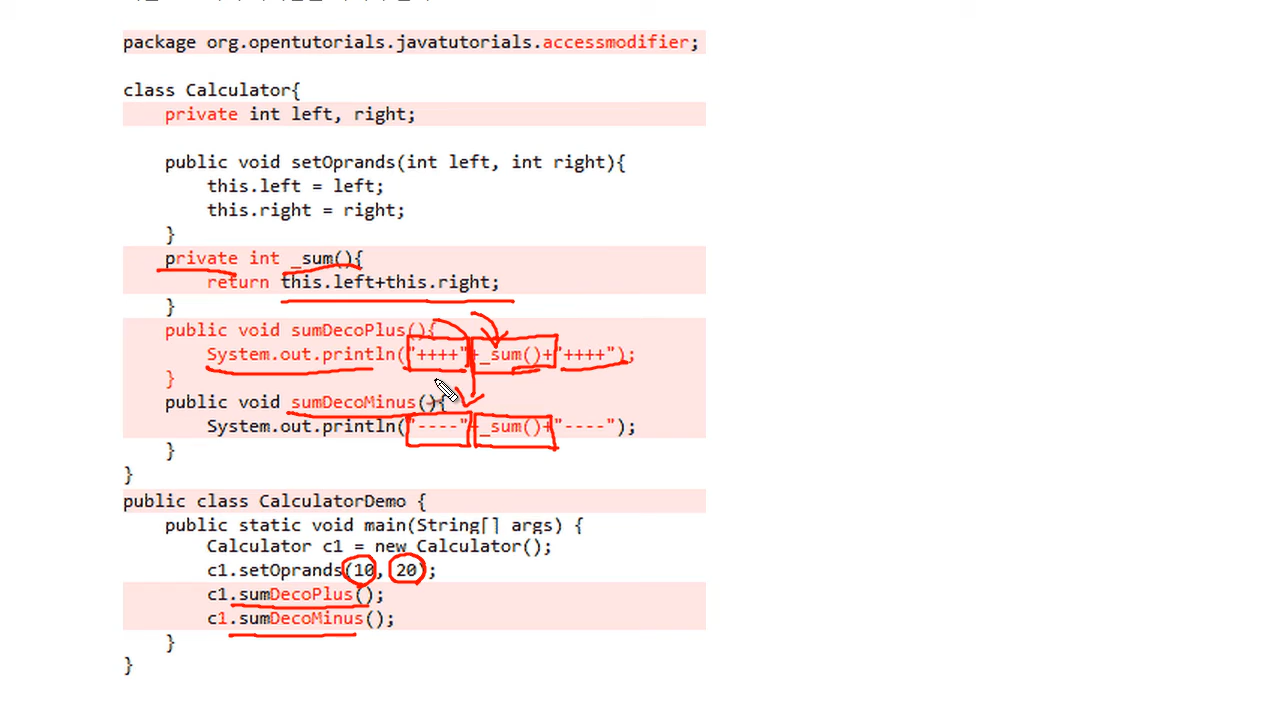 package org.opentutorials.javatutorials.accessmodifier;
class Calculator{
private int left, right;
public void setOprands(int left, int right){
this.left = left;
this.right = right;
}
private int _sum(){
return this.left+this.right;
}
public void sumDecoPlus(){
System.out.println("++++"+_sum()+"++++");
}
public void sumDecoMinus(){
System.out.println("----"+_sum()+"----");
}
}
public class CalculatorDemo {
public static void main(String[] args) {
Calculator c1 = new Calculator();
c1.setOprands(10, 20);
c1.sumDecoPlus();
c1.sumDecoMinus();
}
}